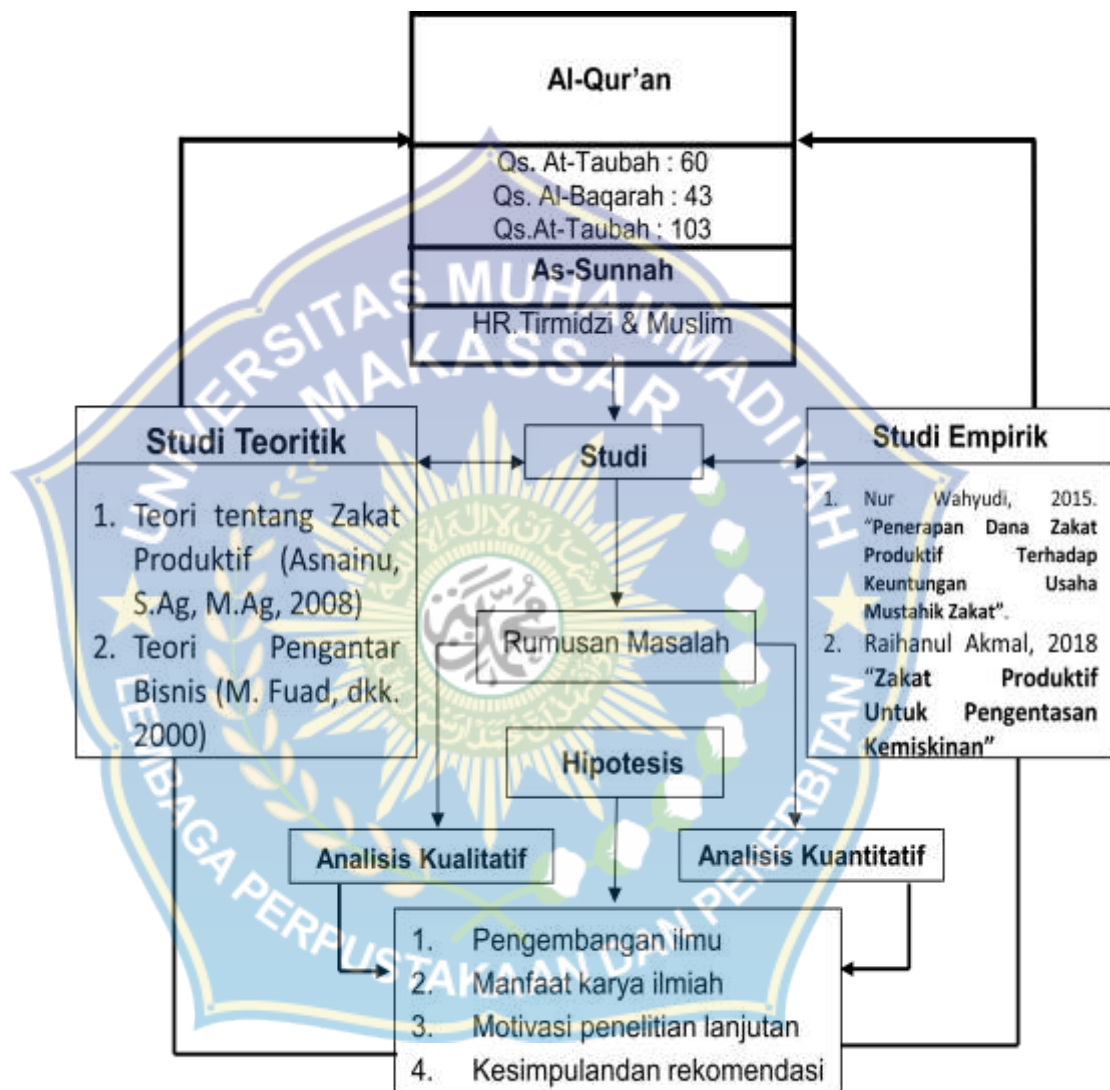 Al-Qur’an
Qs. At-Taubah : 60
Qs. Al-Baqarah : 43
Qs.At-Taubah : 103
As-Sunnah
HR.Tirmidzi & Muslim
UNIVERSITAS MUHAMMADIYAH
MAKASSAR
LEMBAGA PERPUSTAKAAN DAN PENERBITAN
Studi Teoritik
1. Teori tentang Zakat
Produktif (Asnainu,
S.Ag, M.Ag, 2008)
2. Teori Pengantar
Bisnis (M. Fuad, dkk.
2000)
Studi
Studi Empirik
1. Nur Wahyudi, 2015.
“Penerapan Dana Zakat
Produktif Terhadap
Keuntungan Usaha
Mustahik Zakat”.
2. Raihanul Akmal, 2018
“Zakat Produktif
Untuk Pengentasan
Kemiskinan”
Rumusan Masalah
Hipotesis
Analisis Kualitatif
Analisis Kuantitatif
1. Pengembangan ilmu
2. Manfaat karya ilmiah
3. Motivasi penelitian lanjutan
4. Kesimpulandan rekomendasi